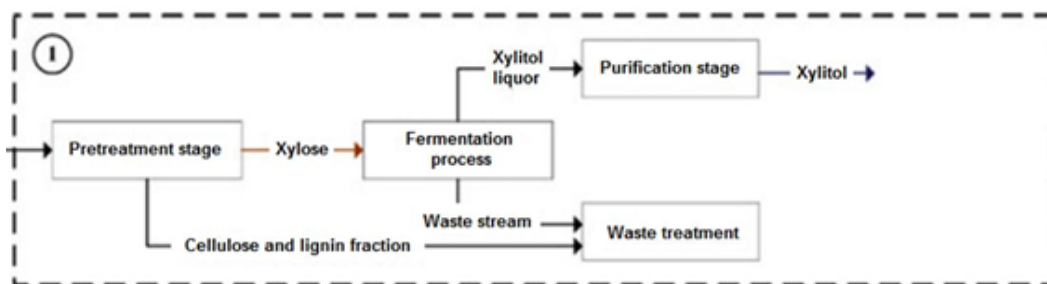 I
Xylitol
liquor
Purification stage
Xylitol
Pretreatment stage
Xylose
Fermentation
process
Waste stream
Waste treatment
Cellulose and lignin fraction